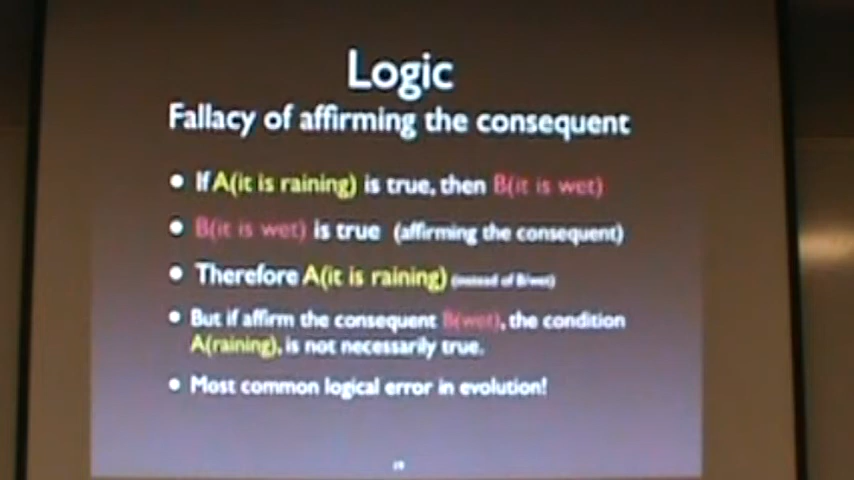 Logic
Fallacy of affirming the consequent
• If A(it is raining) is true, then B(it is wet)
• B(it is wet) is true (affirming the consequent)
• Therefore A(it is raining) (instead of B/wet)
• But if affirm the consequent B(wet), the condition
A(raining), is not necessarily true.
• Most common logical error in evolution!